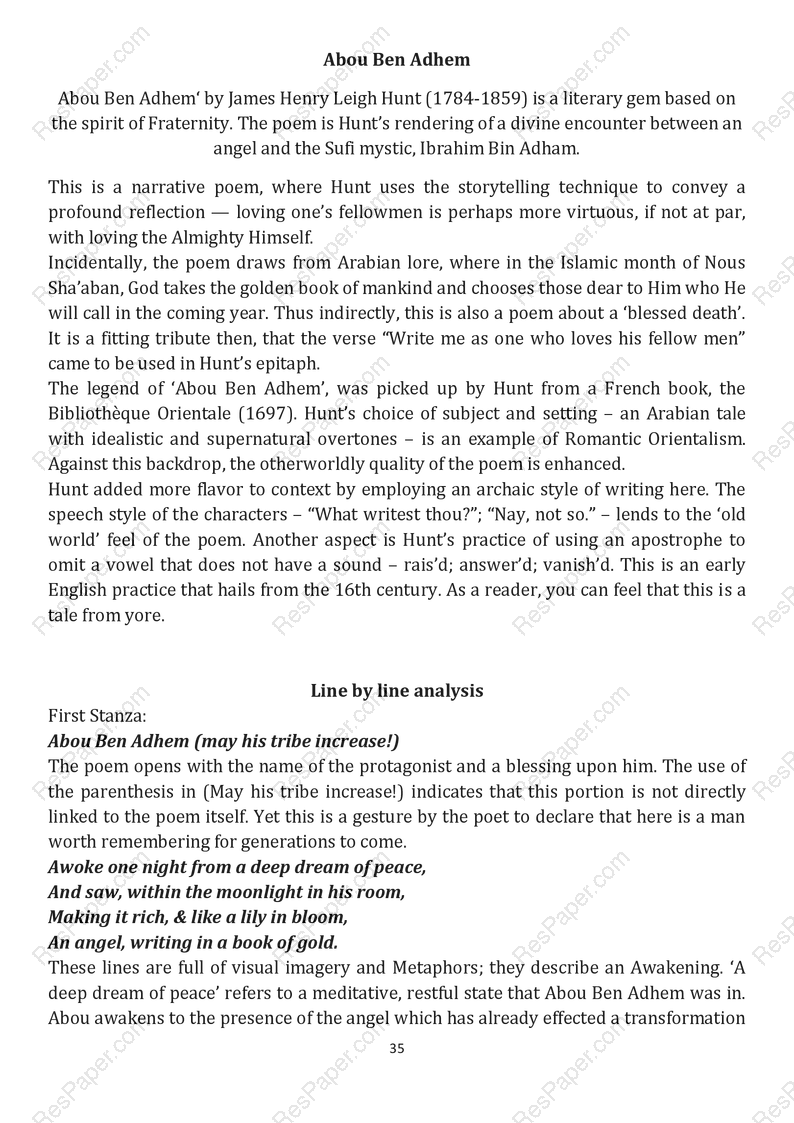 Abou Ben Adhem
Abou Ben Adhem‘ by James Henry Leigh Hunt (1784-1859) is a literary gem based on
the spirit of Fraternity. The poem is Hunt’s rendering of a divine encounter between an
angel and the Sufi mystic, Ibrahim Bin Adham.
This is a narrative poem, where Hunt uses the storytelling technique to convey a
profound reflection — loving one’s fellowmen is perhaps more virtuous, if not at par,
with loving the Almighty Himself.
Incidentally, the poem draws from Arabian lore, where in the Islamic month of Nous
Sha’aban, God takes the golden book of mankind and chooses those dear to Him who He
will call in the coming year. Thus indirectly, this is also a poem about a ‘blessed death’.
It is a fitting tribute then, that the verse “Write me as one who loves his fellow men”
came to be used in Hunt’s epitaph.
The legend of ‘Abou Ben Adhem’, was picked up by Hunt from a French book, the
Bibliothèque Orientale (1697). Hunt’s choice of subject and setting – an Arabian tale
with idealistic and supernatural overtones – is an example of Romantic Orientalism.
Against this backdrop, the otherworldly quality of the poem is enhanced.
Hunt added more flavor to context by employing an archaic style of writing here. The
speech style of the characters – “What writest thou?”; “Nay, not so.” – lends to the ‘old
world’ feel of the poem. Another aspect is Hunt’s practice of using an apostrophe to
omit a vowel that does not have a sound – rais’d; answer’d; vanish’d. This is an early
English practice that hails from the 16th century. As a reader, you can feel that this is a
tale from yore.
Line by line analysis
First Stanza:
Abou Ben Adhem (may his tribe increase!)
The poem opens with the name of the protagonist and a blessing upon him. The use of
the parenthesis in (May his tribe increase!) indicates that this portion is not directly
linked to the poem itself. Yet this is a gesture by the poet to declare that here is a man
worth remembering for generations to come.
Awoke one night from a deep dream of peace,
And saw, within the moonlight in his room,
Making it rich, & like a lily in bloom,
An angel, writing in a book of gold.
These lines are full of visual imagery and Metaphors; they describe an Awakening. ‘A
deep dream of peace’ refers to a meditative, restful state that Abou Ben Adhem was in.
Abou awakens to the presence of the angel which has already effected a transformation
35